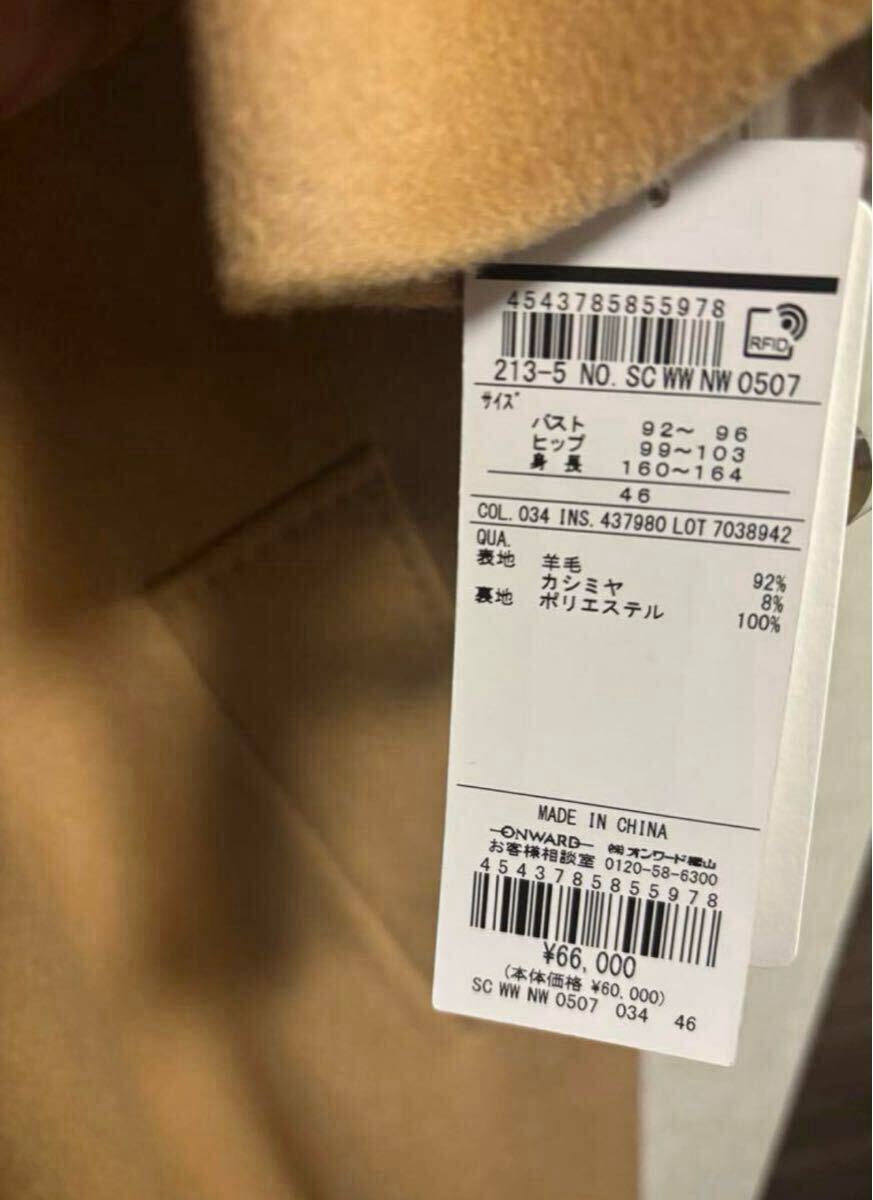 4543785855978
RFID
213-5 NO. SC WW NW 0507
サイズ
バスト 92～ 96
ヒップ 99～103
身長 160～164
46
COL. 034 INS. 437980 LOT 7038942
QUA.
表地 羊毛 92%
カシミヤ 8%
裏地 ポリエステル 100%
MADE IN CHINA
ONWARD ㈱オンワード樫山
お客様相談室 0120-58-6300
4543785855978
¥66,000
(本体価格 ¥60,000)
SC WW NW 0507 034 46